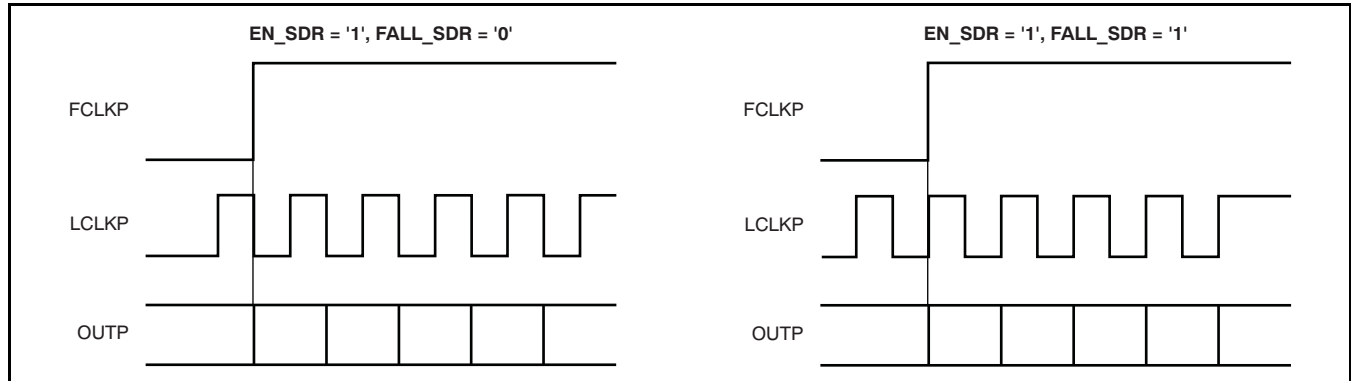 EN_SDR = '1', FALL_SDR = '0'
FCLKP
LCLKP
OUTP
EN_SDR = '1', FALL_SDR = '1'
FCLKP
LCLKP
OUTP